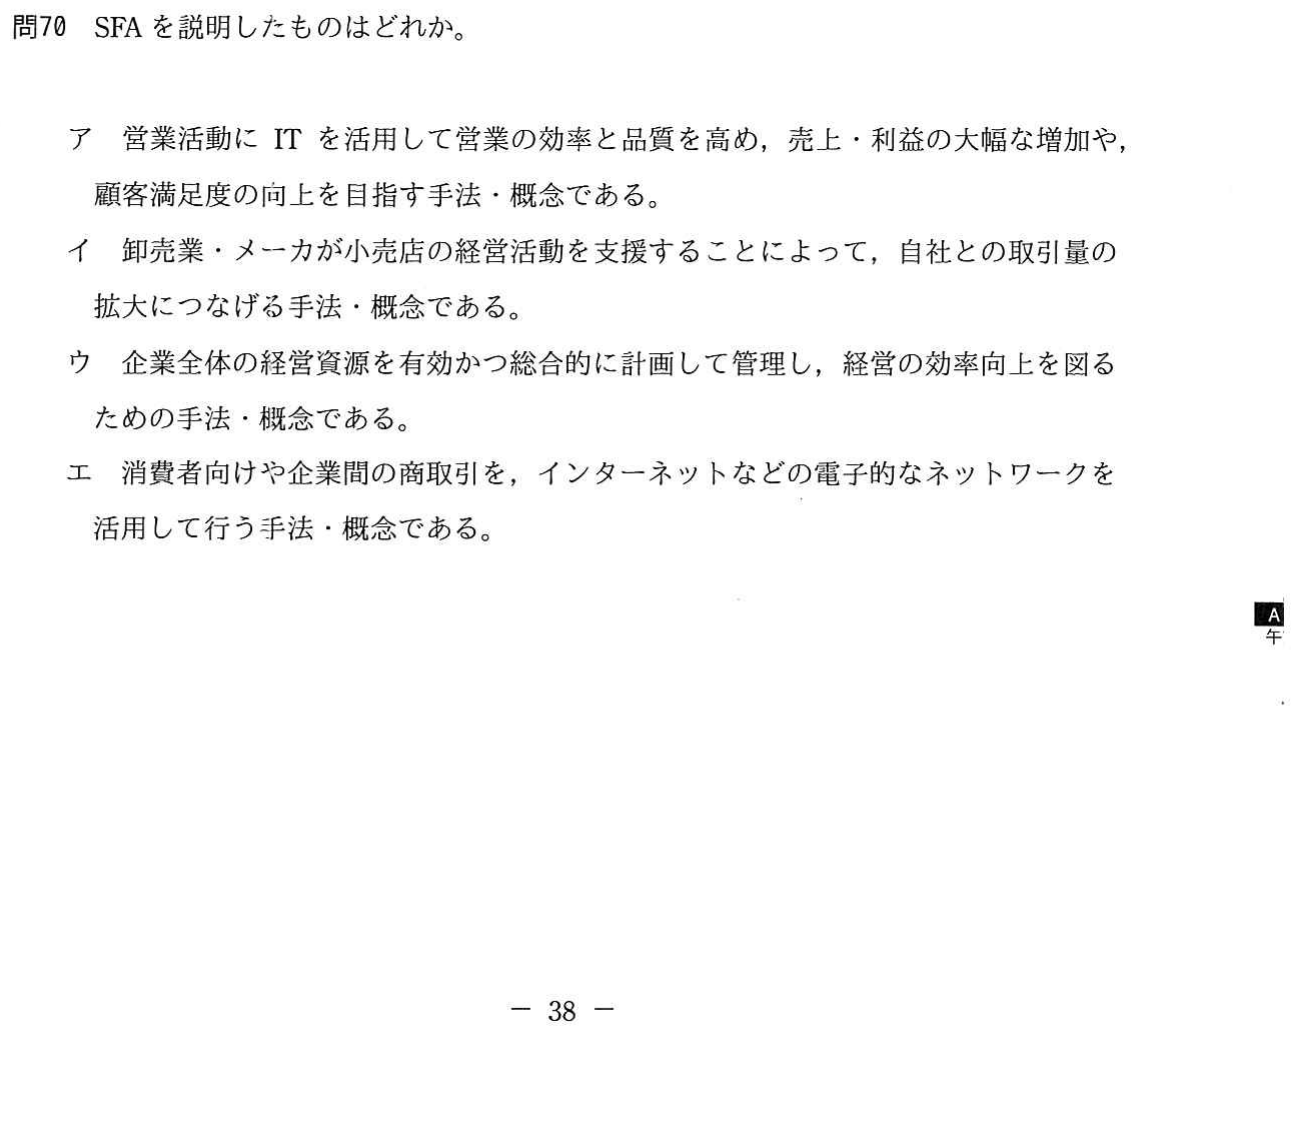 問70　SFA を説明したものはどれか。
ア　営業活動に IT を活用して営業の効率と品質を高め，売上・利益の大幅な増加や，
顧客満足度の向上を目指す手法・概念である。
イ　卸売業・メーカが小売店の経営活動を支援することによって，自社との取引量の
拡大につなげる手法・概念である。
ウ　企業全体の経営資源を有効かつ総合的に計画して管理し，経営の効率向上を図る
ための手法・概念である。
エ　消費者向けや企業間の商取引を，インターネットなどの電子的なネットワークを
活用して行う手法・概念である。
A
午
― 38 ―